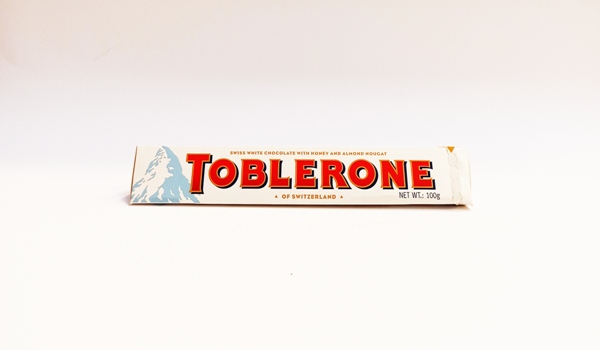 SWISS WHITE CHOCOLATE WITH HONEY AND ALMOND NOUGAT
TOBLERONE
OF SWITZERLAND
NET WT.: 100g